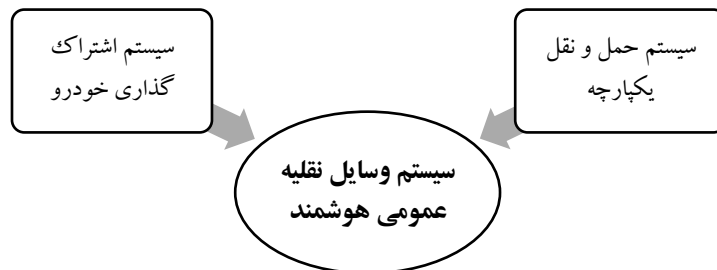 سیستم حمل و نقل
یکپارچه
سیستم اشتراک
گذاری خودرو
سیستم وسایل نقلیه
عمومی هوشمند